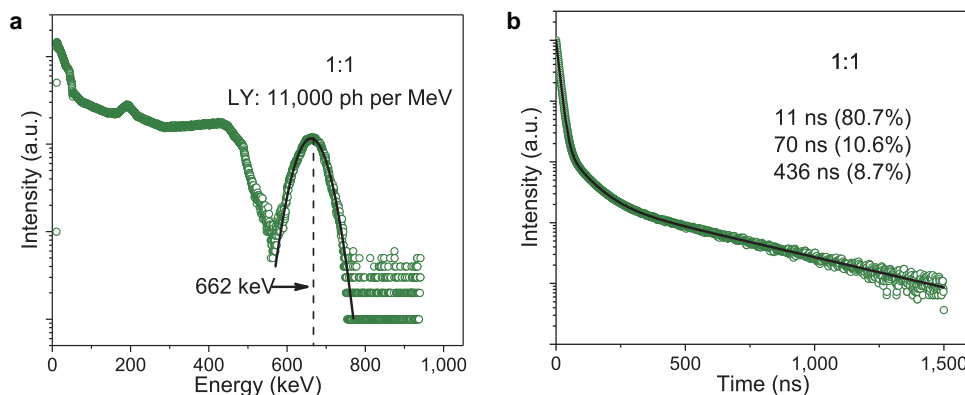 a
1:1
LY: 11,000 ph per MeV
662 keV
Intensity (a.u.)
0
200
400
600
800
1,000
Energy (keV)
b
1:1
11 ns (80.7%)
70 ns (10.6%)
436 ns (8.7%)
Intensity (a.u.)
0
500
1,000
1,500
Time (ns)